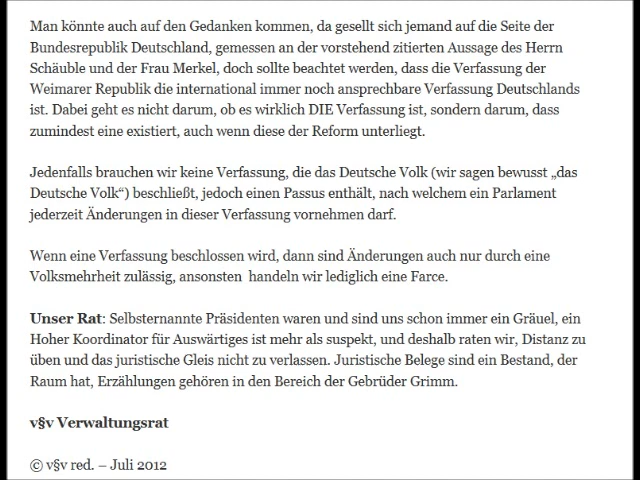 Man könnte auch auf den Gedanken kommen, da gesellt sich jemand auf die Seite der
Bundesrepublik Deutschland, gemessen an der vorstehend zitierten Aussage des Herrn
Schäuble und der Frau Merkel, doch sollte beachtet werden, dass die Verfassung der
Weimarer Republik die international immer noch ansprechbare Verfassung Deutschlands
ist. Dabei geht es nicht darum, ob es wirklich DIE Verfassung ist, sondern darum, dass
zumindest eine existiert, auch wenn diese der Reform unterliegt.
Jedenfalls brauchen wir keine Verfassung, die das Deutsche Volk (wir sagen bewusst „das
Deutsche Volk“) beschließt, jedoch einen Passus enthält, nach welchem ein Parlament
jederzeit Änderungen in dieser Verfassung vornehmen darf.
Wenn eine Verfassung beschlossen wird, dann sind Änderungen auch nur durch eine
Volksmehrheit zulässig, ansonsten handeln wir lediglich eine Farce.
Unser Rat: Selbsternannte Präsidenten waren und sind uns schon immer ein Gräuel, ein
Hoher Koordinator für Auswärtiges ist mehr als suspekt, und deshalb raten wir, Distanz zu
üben und das juristische Gleis nicht zu verlassen. Juristische Belege sind ein Bestand, der
Raum hat, Erzählungen gehören in den Bereich der Gebrüder Grimm.
v§v Verwaltungsrat
© v§v red. – Juli 2012